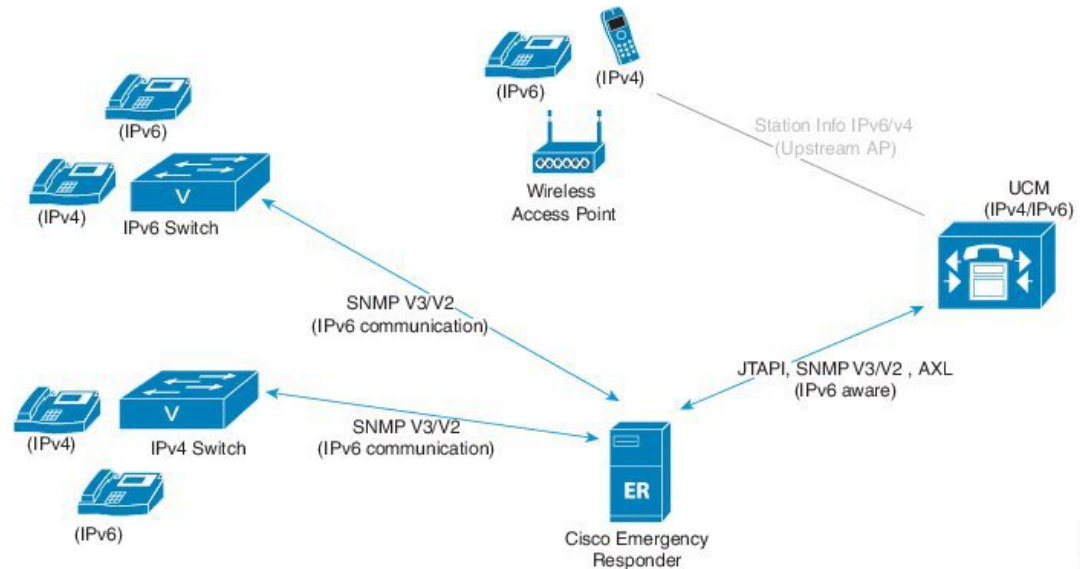 (IPv6)
(IPv4)
(IPv6)
Station Info IPv6/v4
(Upstream AP)
(IPv4)
V
IPv6 Switch
Wireless
Access Point
UCM
(IPv4/IPv6)
SNMP V3/V2
(IPv6 communication)
JTAPI, SNMP V3/V2 , AXL
(IPv6 aware)
(IPv4)
V
IPv4 Switch
SNMP V3/V2
(IPv6 communication)
(IPv6)
ER
Cisco Emergency
Responder